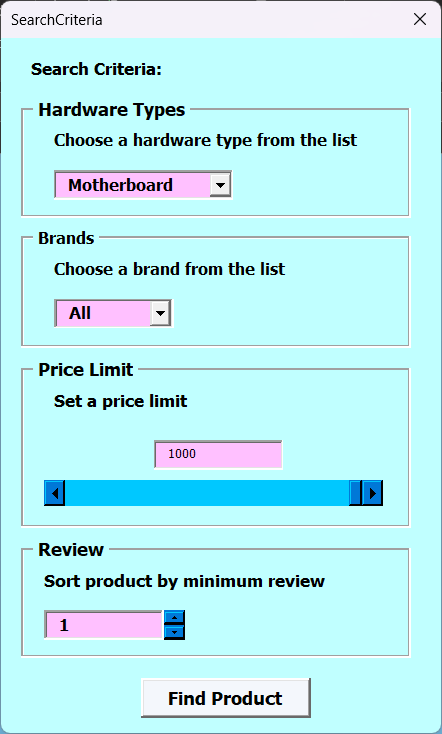 SearchCriteria
Search Criteria:
Hardware Types
Choose a hardware type from the list
Motherboard
Brands
Choose a brand from the list
All
Price Limit
Set a price limit
1000
Review
Sort product by minimum review
1
Find Product